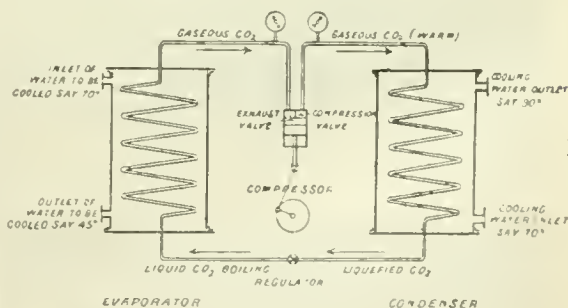 GASEOUS CO2
GASEOUS CO2 (WARM)
INLET OF
WATER TO BE
COOLED SAY 70°
EXHAUST
VALVE
COMPRESSION
VALVE
COOLING
WATER OUTLET
SAY 90°
COMPRESSOR
OUTLET OF
WATER TO BE
COOLED SAY 45°
COOLING
WATER INLET
SAY 70°
LIQUID CO2 BOILING
REGULATOR
LIQUEFIED CO2
EVAPORATOR
CONDENSER